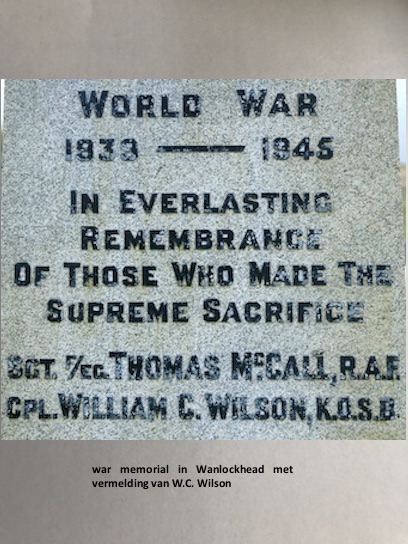 WORLD WAR
1939 — 1945
IN EVERLASTING
REMEMBRANCE
OF THOSE WHO MADE THE
SUPREME SACRIFICE
SGT. F/EG. THOMAS McCALL, R.A.F.
CPL. WILLIAM C. WILSON, K.O.S.B.
war memorial in Wanlockhead met
vermelding van W.C. Wilson